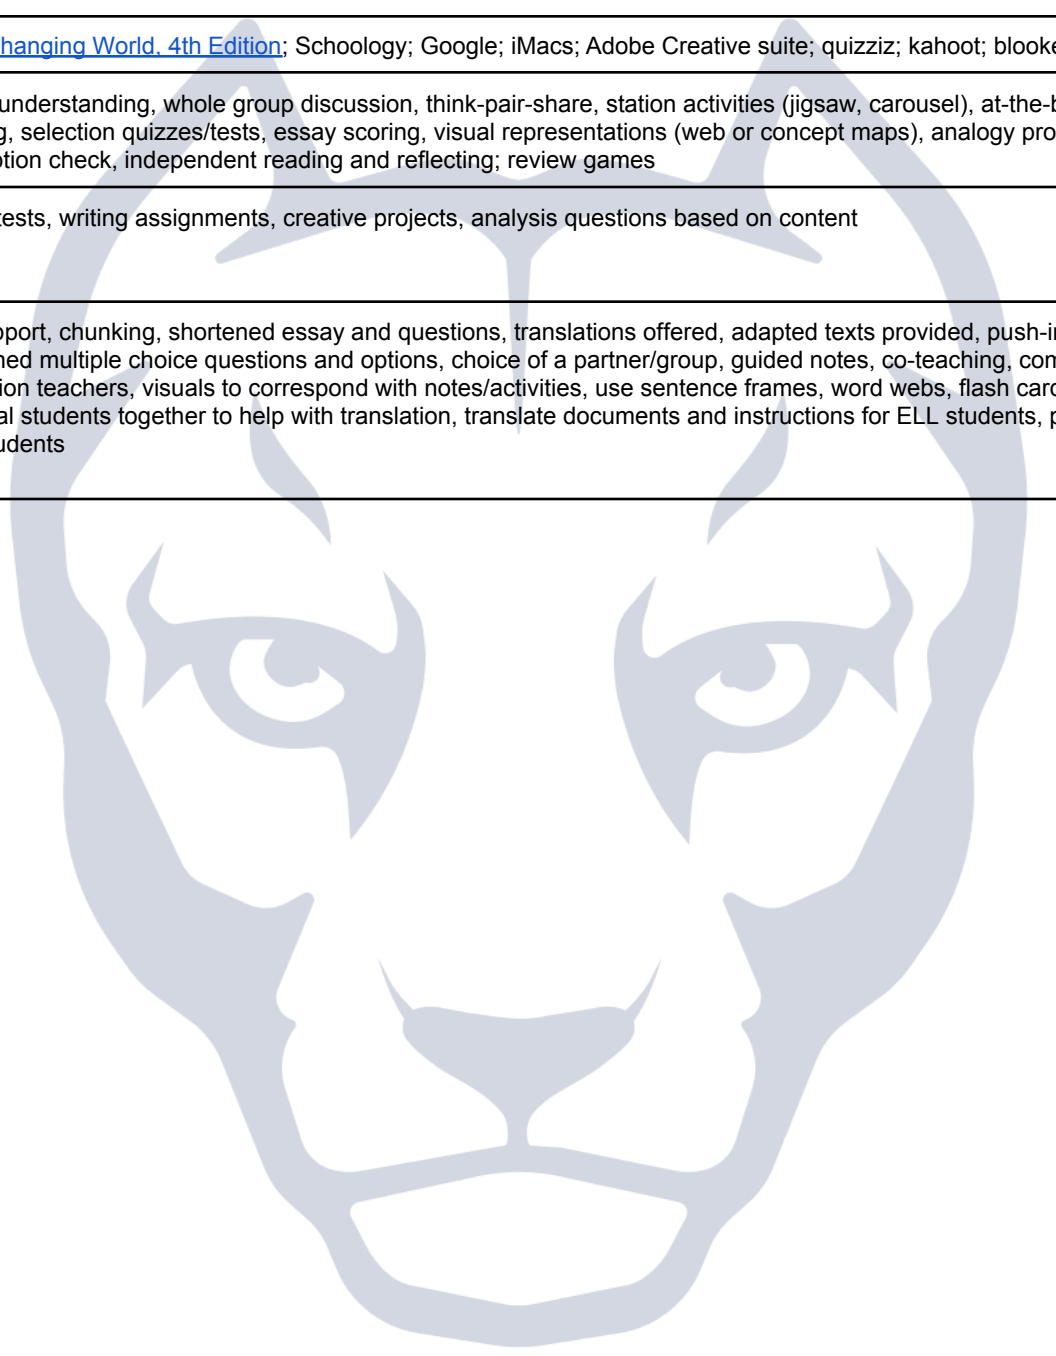 hanging World, 4th Edition; Schoology; Google; iMacs; Adobe Creative suite; quizziz; kahoot; blooke
understanding, whole group discussion, think-pair-share, station activities (jigsaw, carousel), at-the-b
g, selection quizzes/tests, essay scoring, visual representations (web or concept maps), analogy pro
tion check, independent reading and reflecting; review games
tests, writing assignments, creative projects, analysis questions based on content
port, chunking, shortened essay and questions, translations offered, adapted texts provided, push-in
ned multiple choice questions and options, choice of a partner/group, guided notes, co-teaching, com
ion teachers, visuals to correspond with notes/activities, use sentence frames, word webs, flash card
al students together to help with translation, translate documents and instructions for ELL students, p
udents